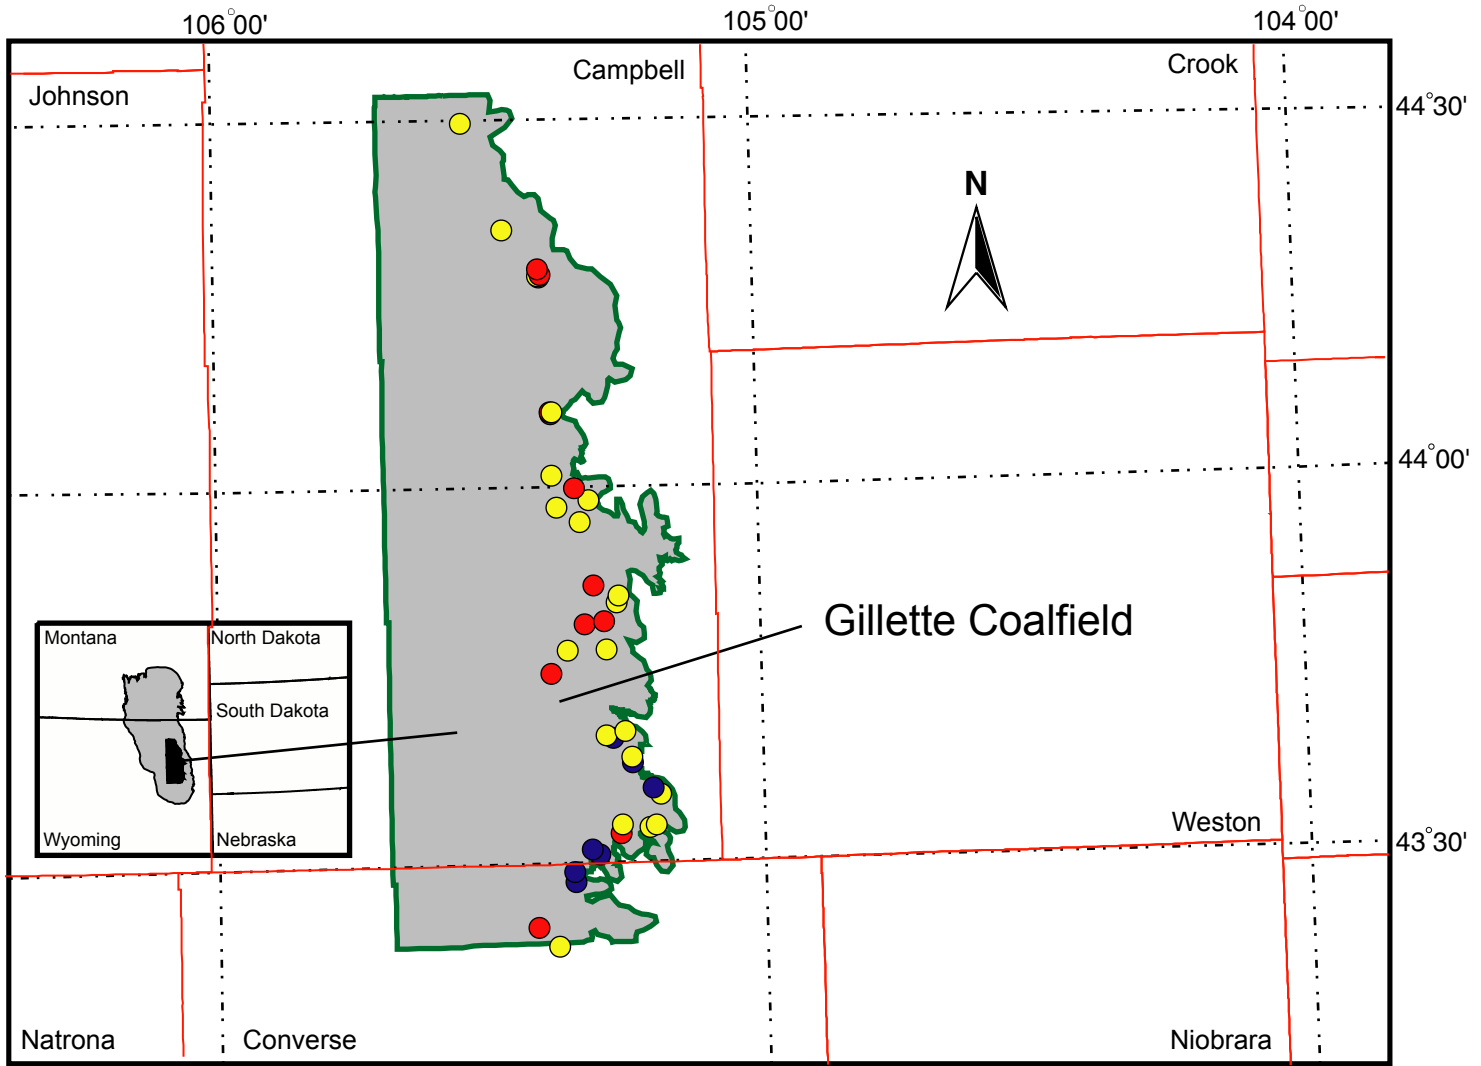 106°00'
105°00'
104°00'
Campbell
Crook
Johnson
44°30'
N
44°00'
Gillette Coalfield
Montana
North Dakota
South Dakota
Wyoming
Nebraska
Weston
43°30'
Natrona
Converse
Niobrara